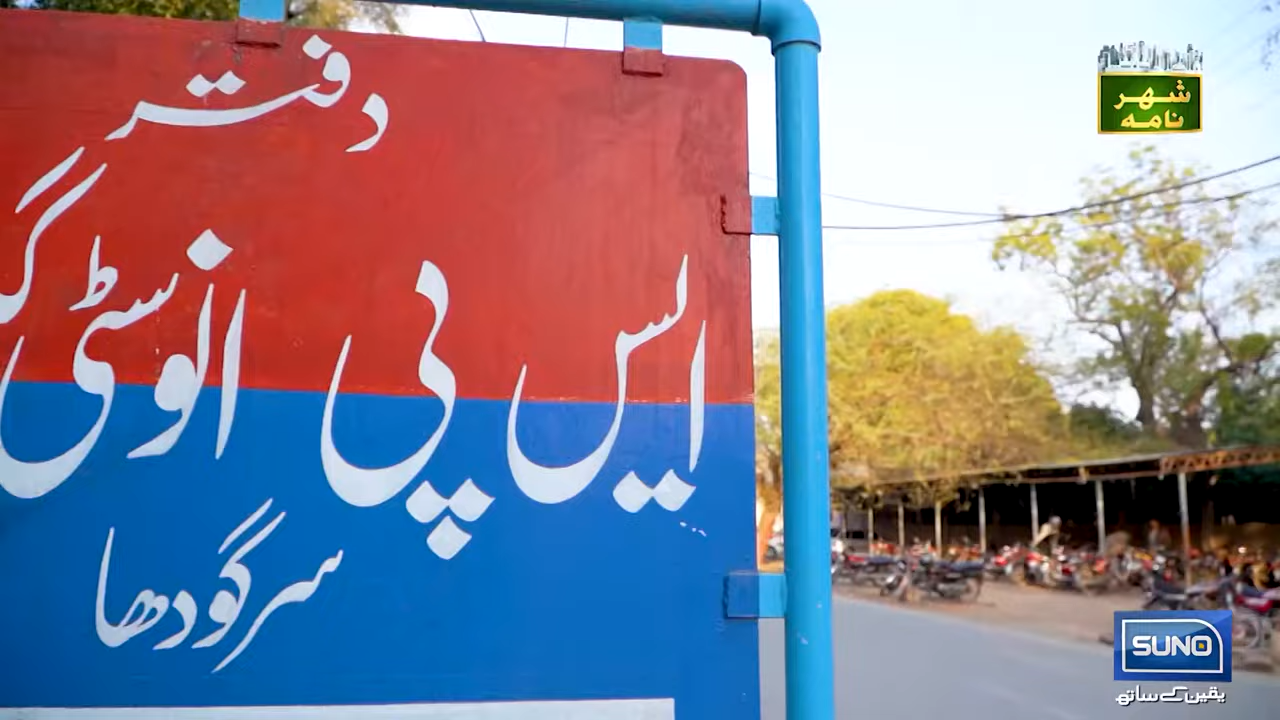 دفتر
ایس پی انوسٹی گ
سرگودھا
شہر
نامہ
SUNO
یقین کے ساتھ